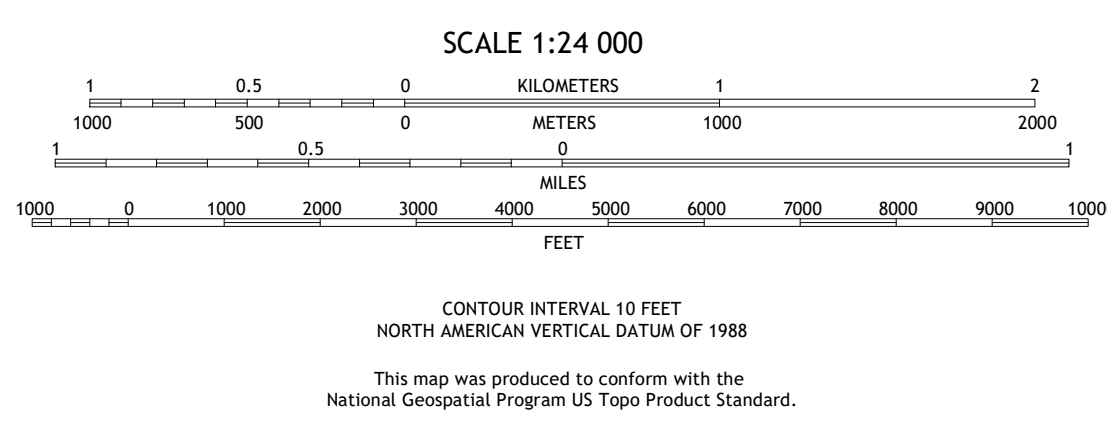 SCALE 1:24 000
1 0.5 0 KILOMETERS 1 2
1000 500 0 METERS 1000 2000
1 0.5 0 1
MILES
1000 0 1000 2000 3000 4000 5000 6000 7000 8000 9000 1000
FEET
CONTOUR INTERVAL 10 FEET
NORTH AMERICAN VERTICAL DATUM OF 1988
This map was produced to conform with the
National Geospatial Program US Topo Product Standard.